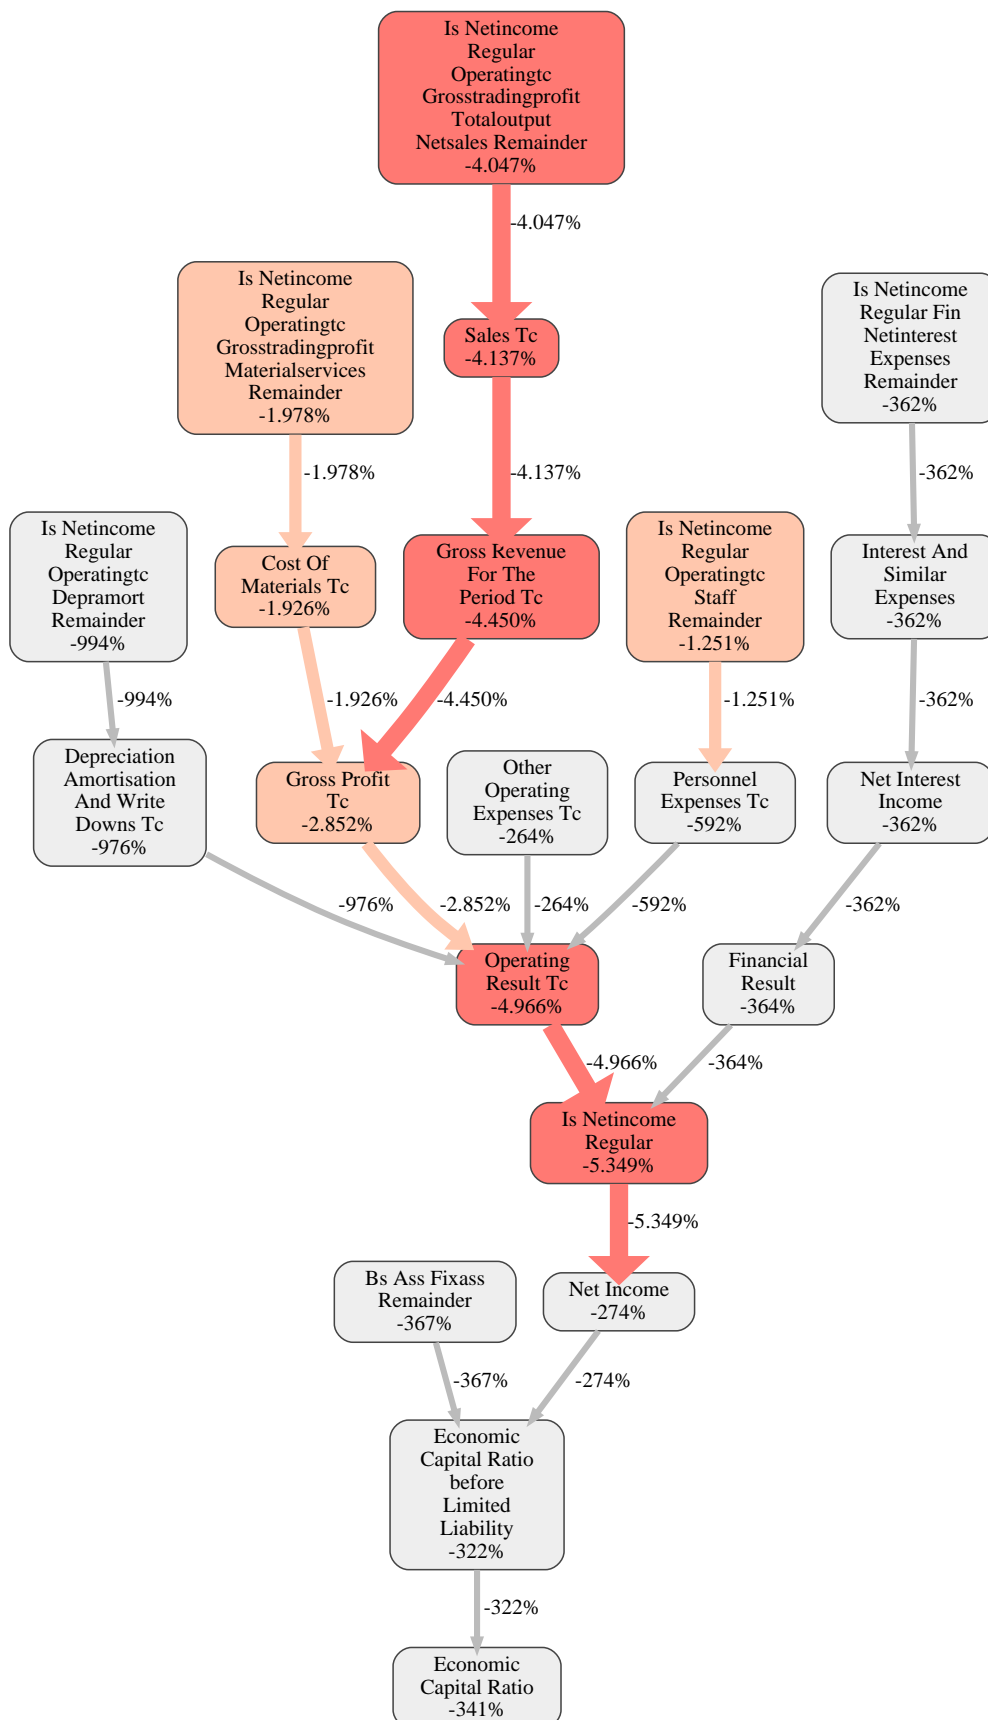 Is Netincome
Regular
Operatingtc
Grosstradingprofit
Totaloutput
Netsales Remainder
-4.047%
-4.047%
Is Netincome
Regular
Operatingtc
Grosstradingprofit
Materialservices
Remainder
-1.978%
Is Netincome
Regular Fin
Netinterest
Expenses
Remainder
-362%
Sales Tc
-4.137%
-1.978%
-4.137%
-362%
Is Netincome
Regular
Operatingtc
Depramort
Remainder
-994%
Cost Of
Materials Tc
-1.926%
Gross Revenue
For The
Period Tc
-4.450%
Is Netincome
Regular
Operatingtc
Staff
Remainder
-1.251%
Interest And
Similar
Expenses
-362%
-994%
-1.926%
-4.450%
-1.251%
-362%
Depreciation
Amortisation
And Write
Downs Tc
-976%
Gross Profit
Tc
-2.852%
Other
Operating
Expenses Tc
-264%
Personnel
Expenses Tc
-592%
Net Interest
Income
-362%
-976%
-2.852%
-264%
-592%
-362%
Operating
Result Tc
-4.966%
Financial
Result
-364%
-4.966%
-364%
Is Netincome
Regular
-5.349%
-5.349%
Bs Ass Fixass
Remainder
-367%
Net Income
-274%
-367%
-274%
Economic
Capital Ratio
before
Limited
Liability
-322%
-322%
Economic
Capital Ratio
-341%